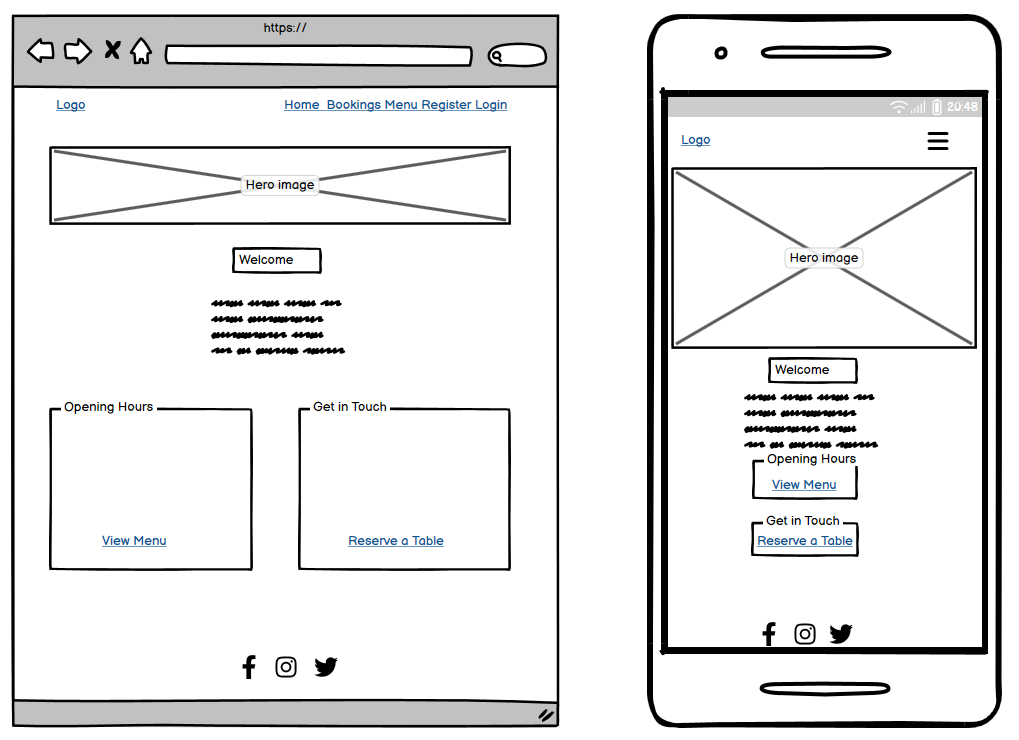 https://
Logo
Home Bookings Menu Register Login
Hero image
Welcome
Opening Hours
Get in Touch
View Menu
Reserve a Table
20:48
Logo
Hero image
Welcome
Opening Hours
View Menu
Get in Touch
Reserve a Table